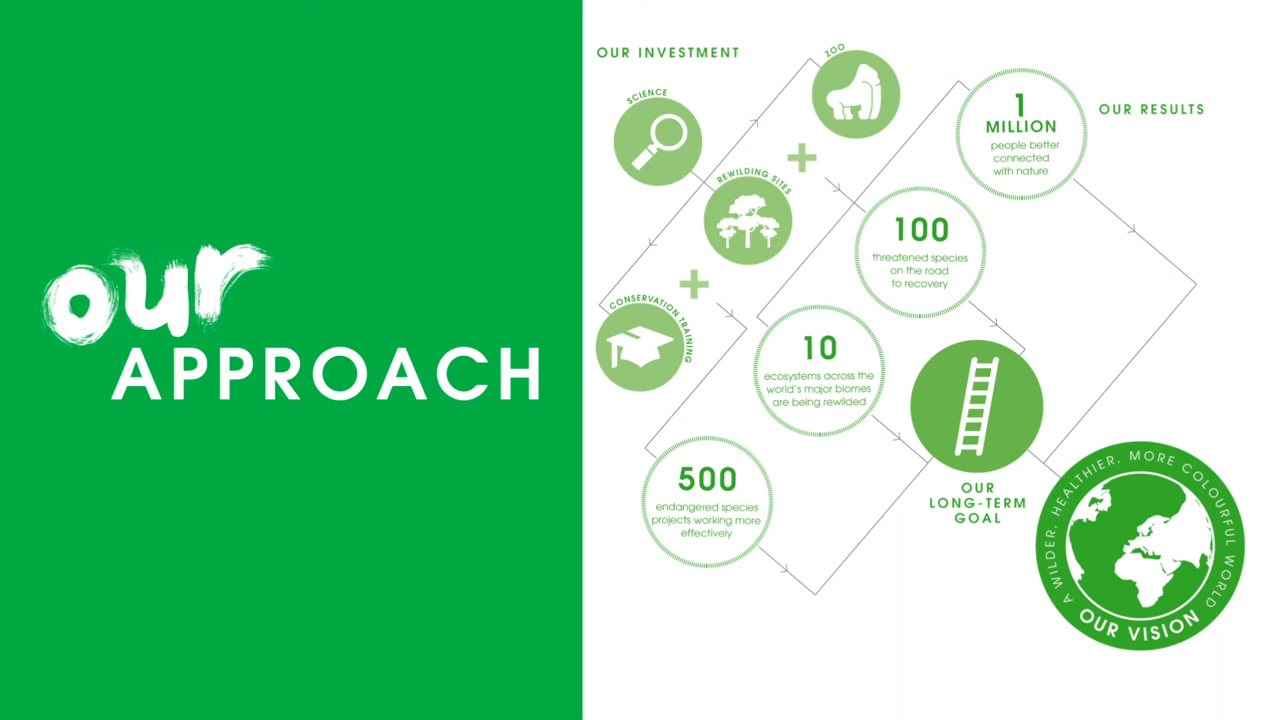 our
APPROACH
OUR INVESTMENT
SCIENCE
ZOO
REWILDING SITES
CONSERVATION TRAINING
OUR RESULTS
1
MILLION
people better
connected
with nature
100
threatened species
on the road
to recovery
10
ecosystems across the
world's major biomes
are being rewilded
500
endangered species
projects working more
effectively
OUR
LONG-TERM
GOAL
A WILDER, HEALTHIER, MORE COLOURFUL WORLD
OUR VISION